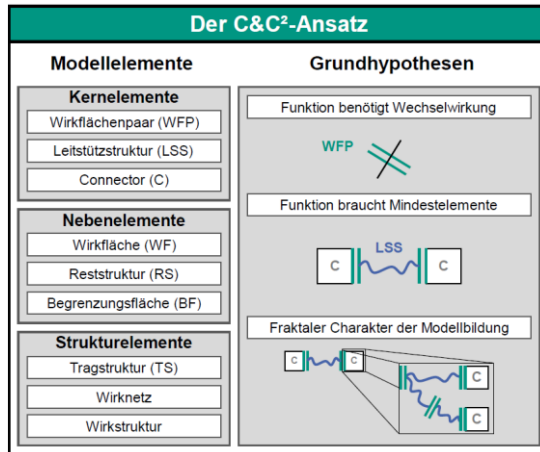 Der C&C²-Ansatz
Modellelemente
Kernelemente
Wirkflächenpaar (WFP)
Leitstützstruktur (LSS)
Connector (C)
Nebenelemente
Wirkfläche (WF)
Reststruktur (RS)
Begrenzungsfläche (BF)
Strukturelemente
Tragstruktur (TS)
Wirknetz
Wirkstruktur
Grundhypothesen
Funktion benötigt Wechselwirkung
WFP
Funktion braucht Mindestelemente
C LSS C
Fraktaler Charakter der Modellbildung
C C
C
C